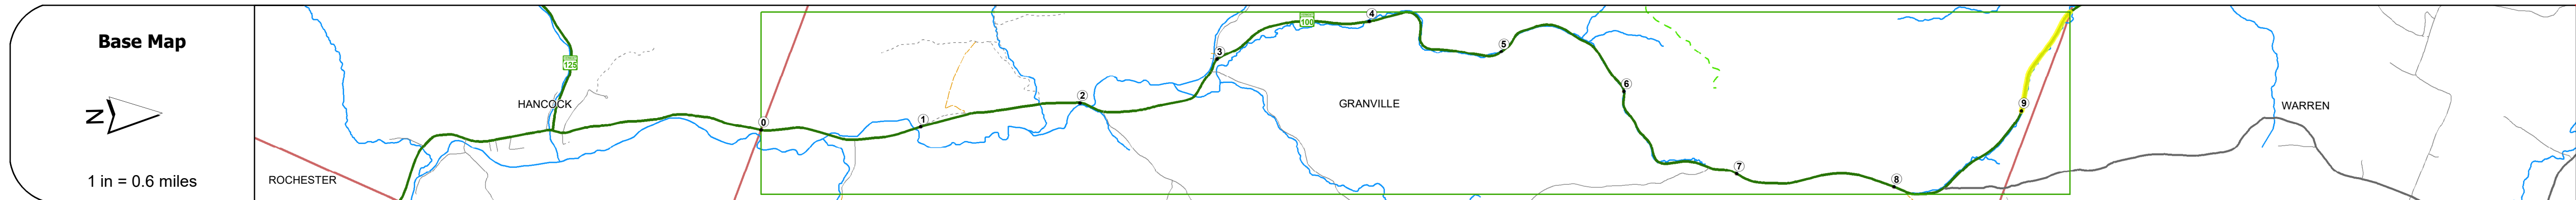 Base Map
N
1 in = 0.6 miles
ROCHESTER
HANCOCK
125
0
1
2
3
100
4
GRANVILLE
5
6
7
8
9
WARREN